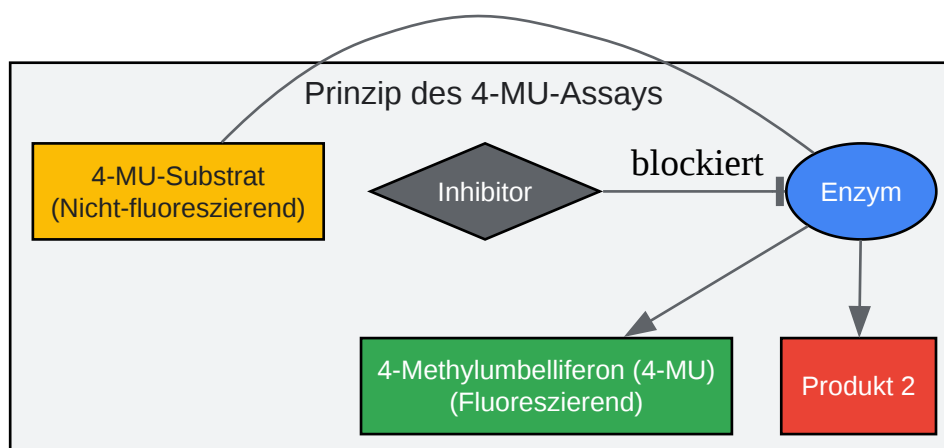 Prinzip des 4-MU-Assays
4-MU-Substrat
(Nicht-fluoreszierend)
Inhibitor
blockiert
Enzym
4-Methylumbelliferon (4-MU)
(Fluoreszierend)
Produkt 2